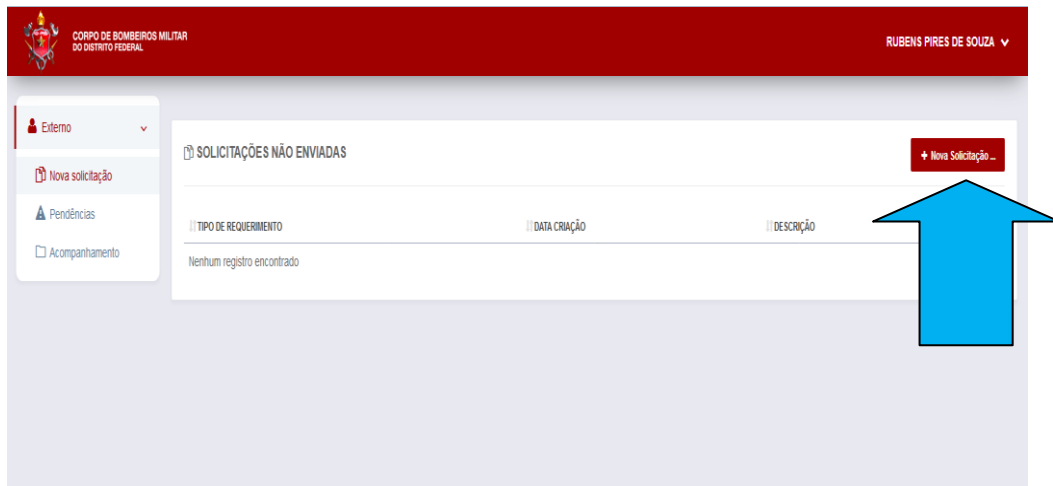 CORPO DE BOMBEIROS MILITAR
DO DISTRITO FEDERAL
RUBENS PIRES DE SOUZA
Externo
Nova solicitação
Pendências
Acompanhamento
SOLICITAÇÕES NÃO ENVIADAS
+ Nova Solicitação ...
TIPO DE REQUERIMENTO
DATA CRIAÇÃO
DESCRIÇÃO
Nenhum registro encontrado